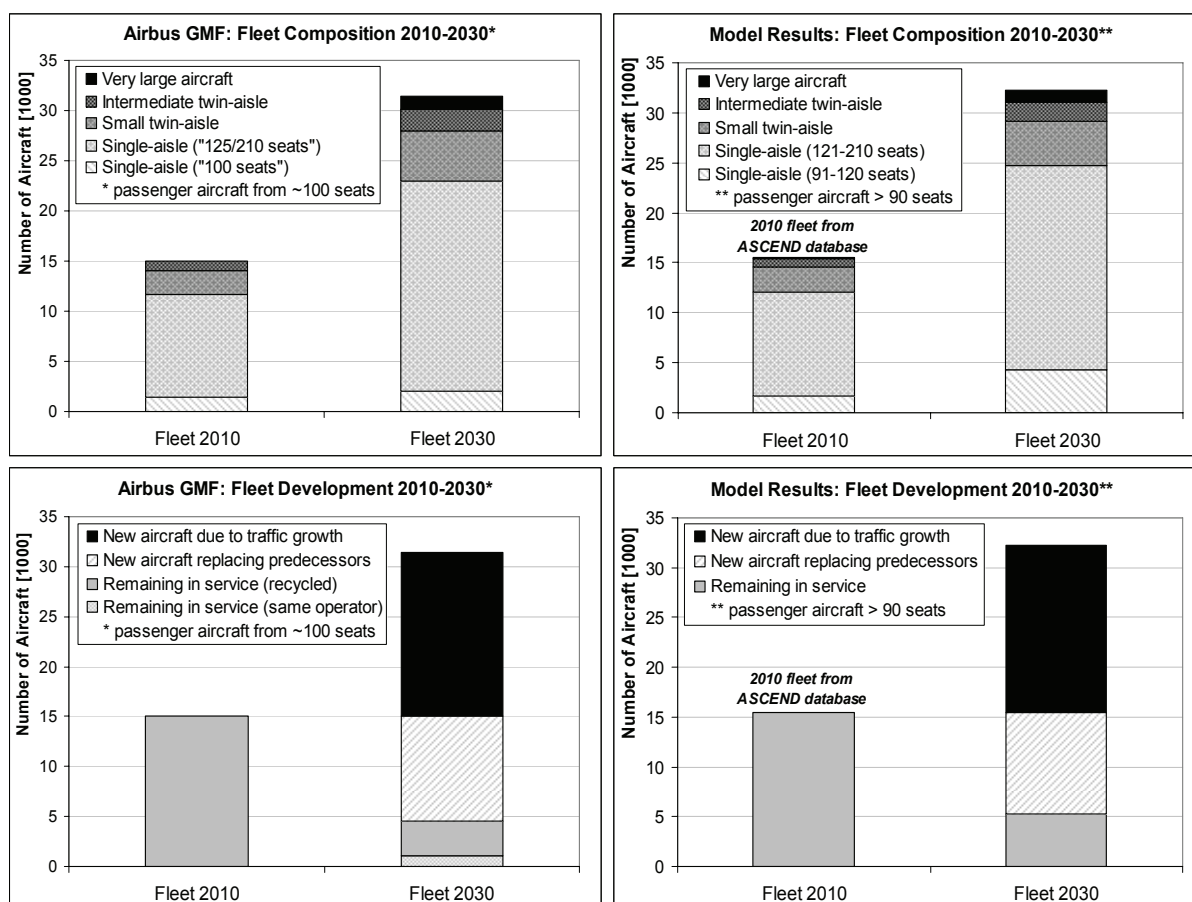 Airbus GMF: Fleet Composition 2010-2030*
Number of Aircraft [1000]
35
30
25
20
15
10
5
0
Very large aircraft
Intermediate twin-aisle
Small twin-aisle
Single-aisle ("125/210 seats")
Single-aisle ("100 seats")
* passenger aircraft from ~100 seats
Fleet 2010
Fleet 2030
Model Results: Fleet Composition 2010-2030**
Number of Aircraft [1000]
35
30
25
20
15
10
5
0
Very large aircraft
Intermediate twin-aisle
Small twin-aisle
Single-aisle (121-210 seats)
Single-aisle (91-120 seats)
** passenger aircraft > 90 seats
2010 fleet from
ASCEND database
Fleet 2010
Fleet 2030
Airbus GMF: Fleet Development 2010-2030*
Number of Aircraft [1000]
35
30
25
20
15
10
5
0
New aircraft due to traffic growth
New aircraft replacing predecessors
Remaining in service (recycled)
Remaining in service (same operator)
* passenger aircraft from ~100 seats
Fleet 2010
Fleet 2030
Model Results: Fleet Development 2010-2030**
Number of Aircraft [1000]
35
30
25
20
15
10
5
0
New aircraft due to traffic growth
New aircraft replacing predecessors
Remaining in service
** passenger aircraft > 90 seats
2010 fleet from
ASCEND database
Fleet 2010
Fleet 2030